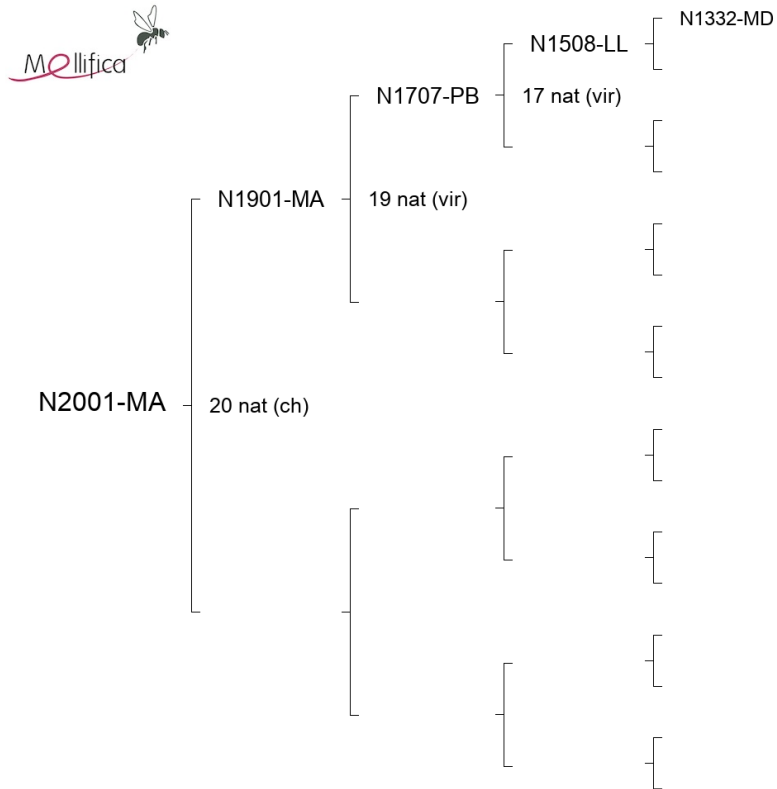 Mellifica
N1332-MD
N1508-LL
N1707-PB
17 nat (vir)
N1901-MA
19 nat (vir)
N2001-MA
20 nat (ch)